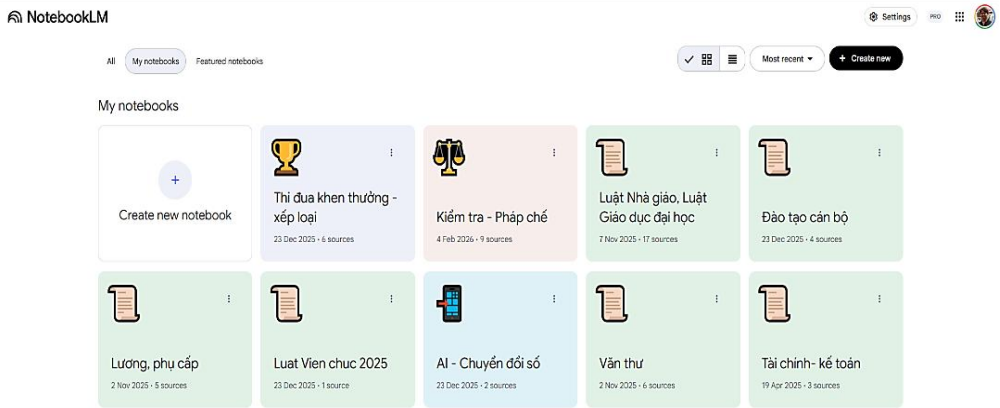 NotebookLM
Settings
PRO
All
My notebooks
Featured notebooks
Most recent
+ Create new
My notebooks
+
Create new notebook
Thi đua khen thưởng -
xếp loại
23 Dec 2025 · 6 sources
Kiểm tra - Pháp chế
4 Feb 2026 · 9 sources
Luật Nhà giáo, Luật
Giáo dục đại học
7 Nov 2025 · 17 sources
Đào tạo cán bộ
23 Dec 2025 · 4 sources
Lương, phụ cấp
2 Nov 2025 · 5 sources
Luat Vien chuc 2025
23 Dec 2025 · 1 source
AI - Chuyển đổi số
23 Dec 2025 · 2 sources
Văn thư
2 Nov 2025 · 6 sources
Tài chính- kế toán
19 Apr 2025 · 3 sources